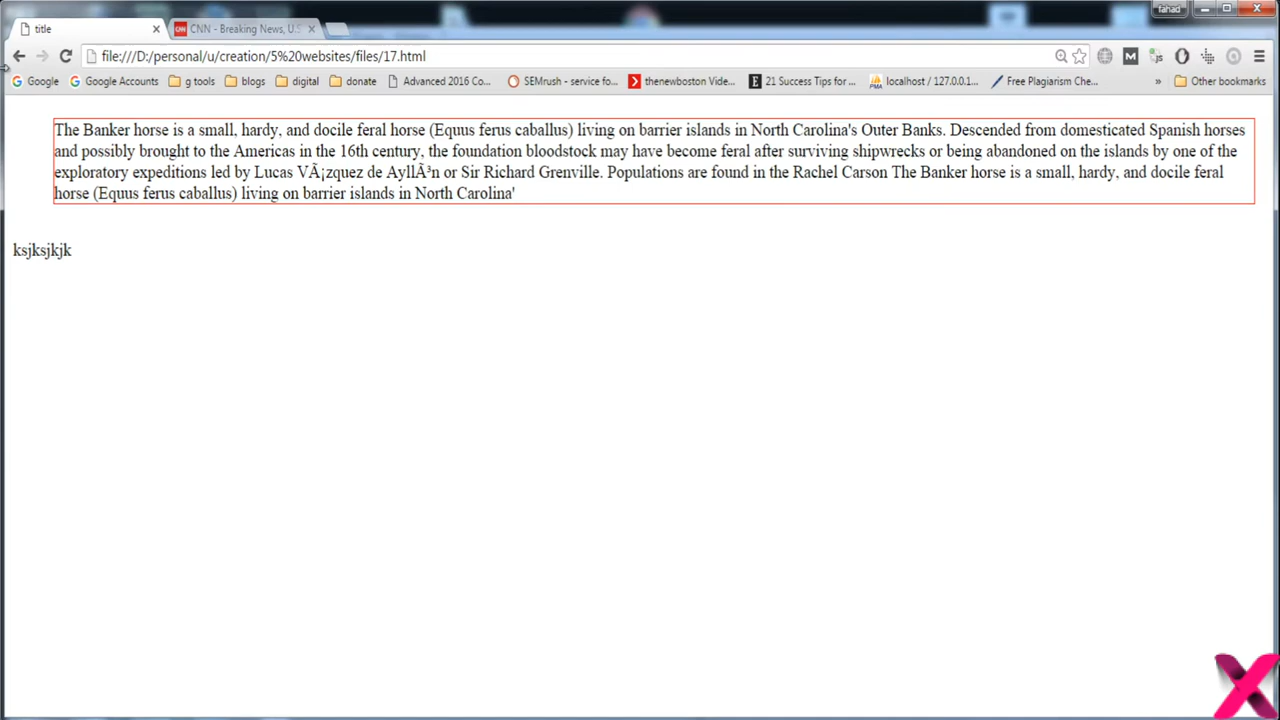 fahad
title
CNN - Breaking News, U.S
file:///D:/personal/u/creation/5%20websites/files/17.html
Google
Google Accounts
g tools
blogs
digital
donate
Advanced 2016 Co...
SEMrush - service fo...
thenewboston Vide...
21 Success Tips for ...
localhost / 127.0.0.1...
Free Plagiarism Che...
»
Other bookmarks
The Banker horse is a small, hardy, and docile feral horse (Equus ferus caballus) living on barrier islands in North Carolina's Outer Banks. Descended from domesticated Spanish horses
and possibly brought to the Americas in the 16th century, the foundation bloodstock may have become feral after surviving shipwrecks or being abandoned on the islands by one of the
exploratory expeditions led by Lucas VÃ¡zquez de AyllÃ³n or Sir Richard Grenville. Populations are found in the Rachel Carson The Banker horse is a small, hardy, and docile feral
horse (Equus ferus caballus) living on barrier islands in North Carolina'
ksjksjkjk